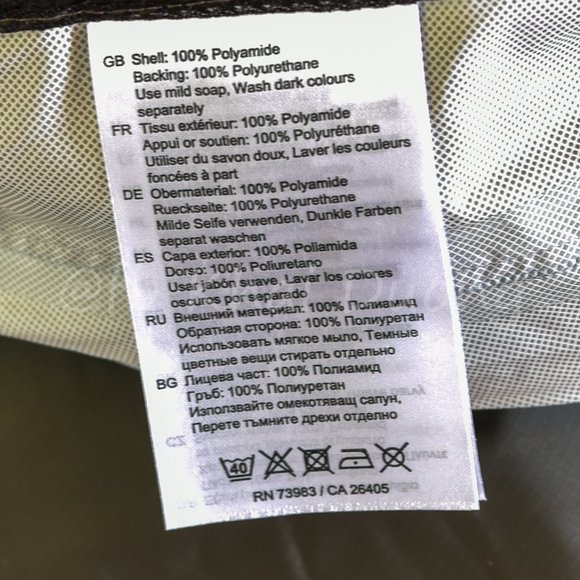 GB Shell: 100% Polyamide
Backing: 100% Polyurethane
Use mild soap, Wash dark colours
separately
FR Tissu extérieur: 100% Polyamide
Appui or soutien: 100% Polyuréthane
Utiliser du savon doux, Laver les couleurs
foncées à part
DE Obermaterial: 100% Polyamide
Rueckseite: 100% Polyurethane
Milde Seife verwenden, Dunkle Farben
separat waschen
ES Capa exterior: 100% Poliamida
Dorso: 100% Poliuretano
Usar jabón suave, Lavar los colores
oscuros por separado
RU Внешний материал: 100% Полиамид
Обратная сторона: 100% Полиуретан
Использовать мягкое мыло, Темные
цветные вещи стирать отдельно
BG Лицева част: 100% Полиамид
Гръб: 100% Полиуретан
Използвайте омекотяващ сапун,
Перете тъмните дрехи отделно
40
RN 73983 / CA 26405